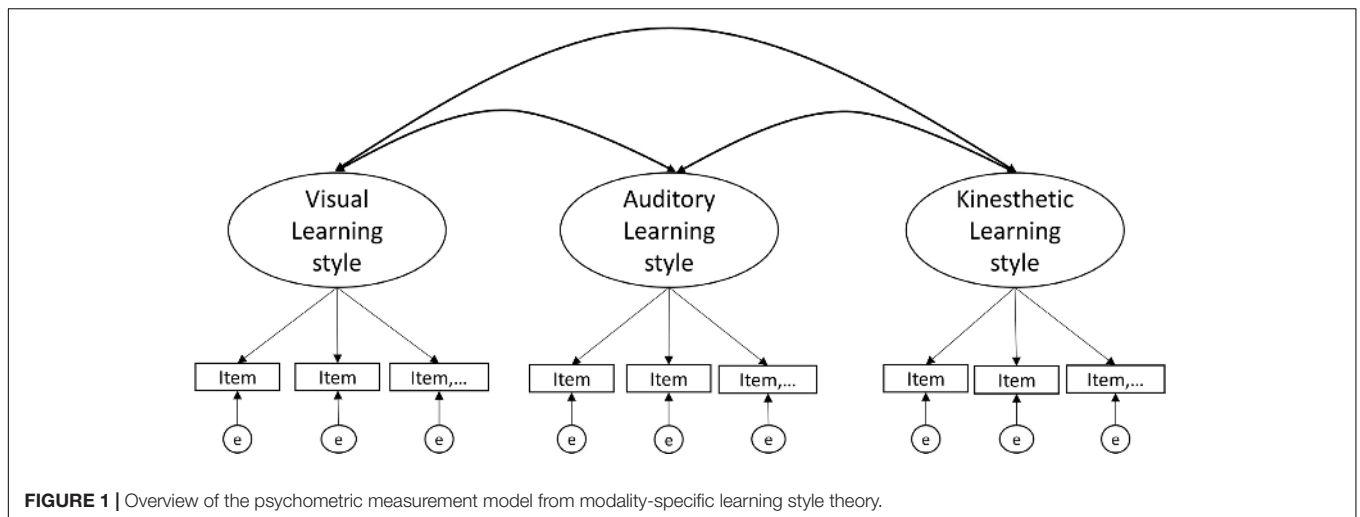 Visual
Learning
style
Auditory
Learning
style
Kinesthetic
Learning
style
Item Item Item,... Item Item Item,... Item Item Item,...
e e e e e e e e e
FIGURE 1 | Overview of the psychometric measurement model from modality-specific learning style theory.